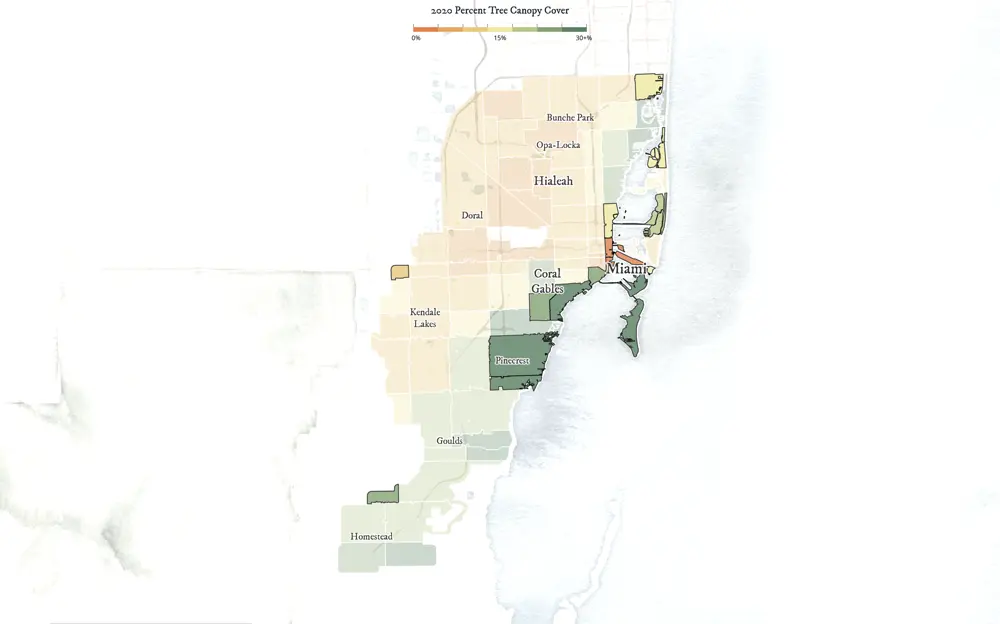 2020 Percent Tree Canopy Cover
0%
15%
30+%
Bunche Park
Opa-Locka
Hialeah
Doral
Miami
Coral
Gables
Kendale
Lakes
Pinecrest
Goulds
Homestead